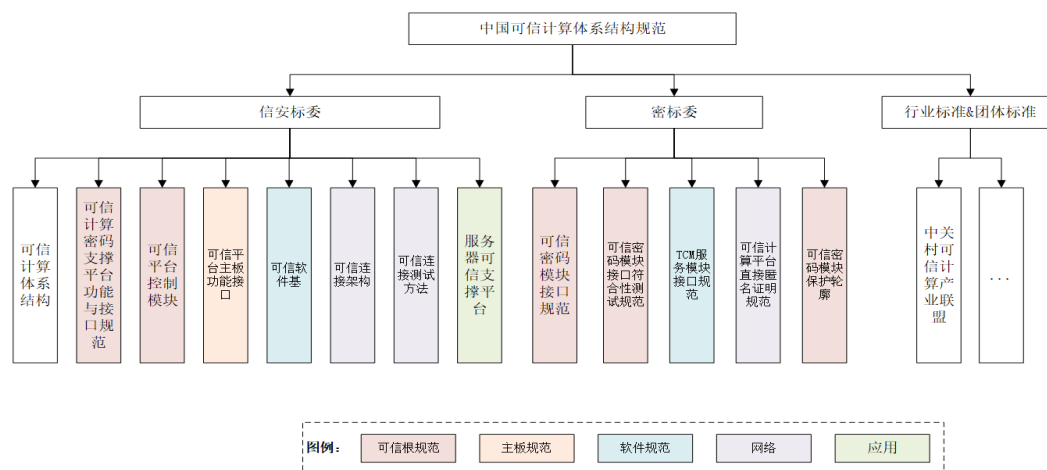 中国可信计算体系结构规范
信安标委
密标委
行业标准&团体标准
可信
计算
体系
结构
可信
计算
密码
支撑
平台
功能
与接
口规
范
可信
平台
控制
模块
可信平
台主板
功能接
口
可信软
件基
可信连
接架构
可信连
接测试
方法
服务
器可
信支
撑平
台
可信
密码
模块
接口
规范
可信密
码模块
接口符
合性测
试规范
TCM服
务模块
接口规
范
可信计
算平台
直接匿
名证明
规范
可信密
码模块
保护轮
廓
中关
村可
信计
算产
业联
盟
...
图例：
可信根规范
主板规范
软件规范
网络
应用